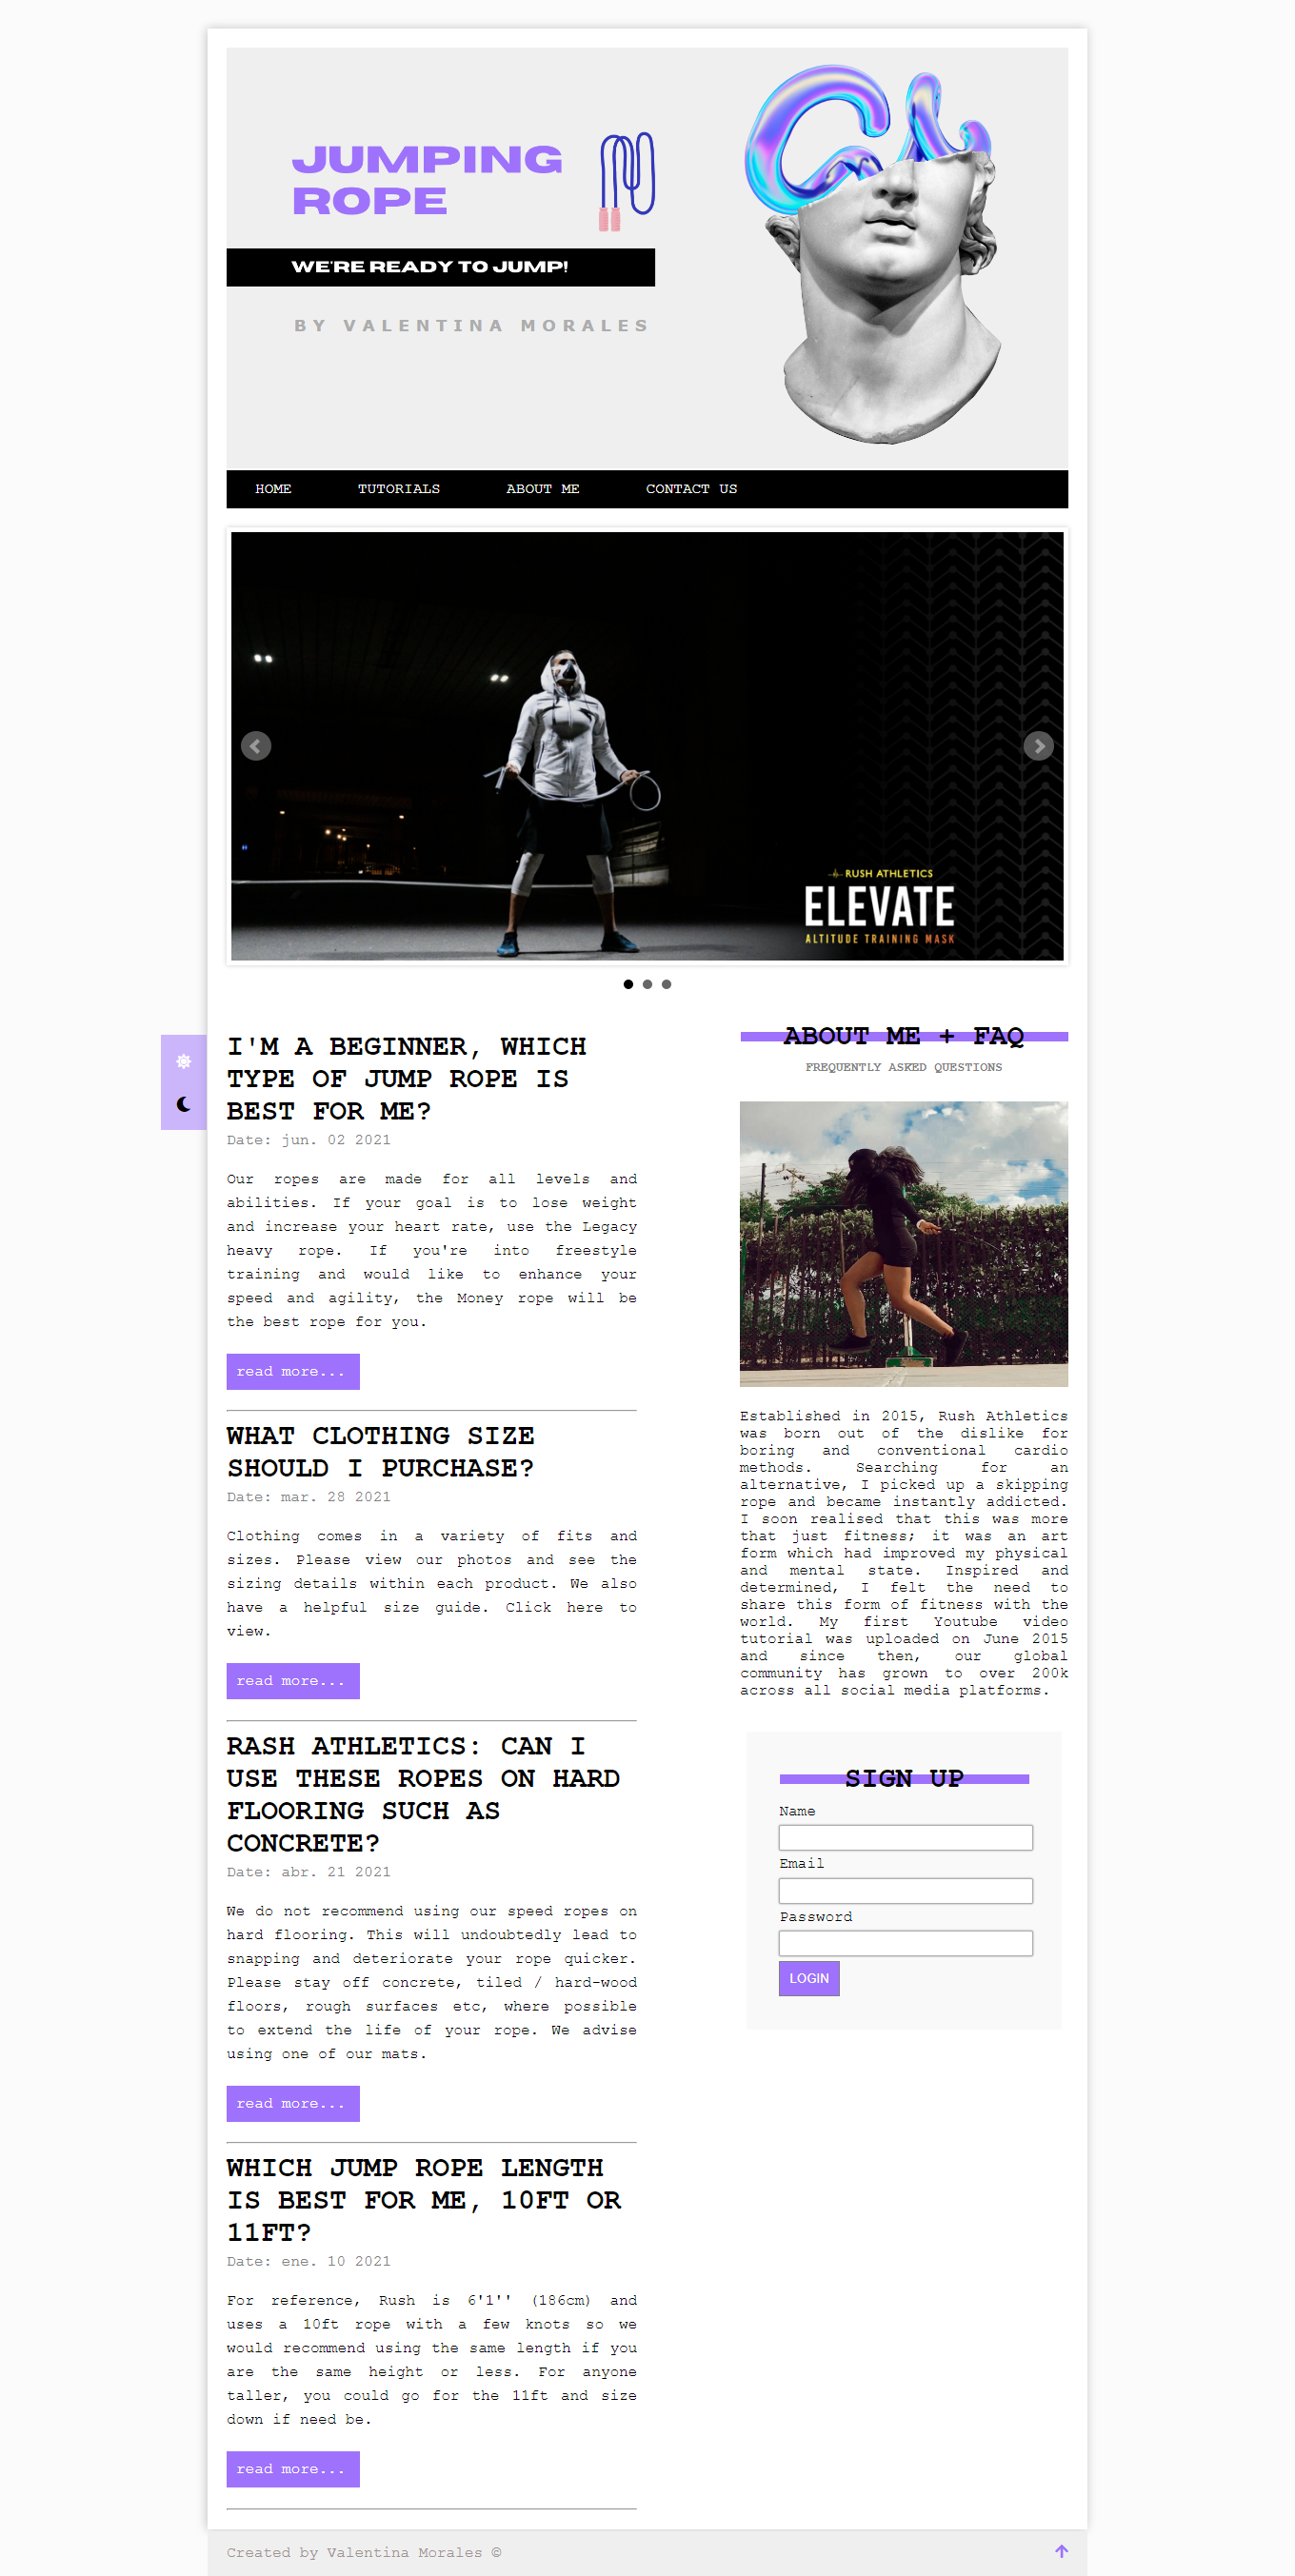 JUMPING
ROPE
WE'RE READY TO JUMP!
BY VALENTINA MORALES
HOME TUTORIALS ABOUT ME CONTACT US
RUSH ATHLETICS
ELEVATE
ALTITUDE TRAINING MASK
I'M A BEGINNER, WHICH
TYPE OF JUMP ROPE IS
BEST FOR ME?
Date: jun. 02 2021
Our ropes are made for all levels and
abilities. If your goal is to lose weight
and increase your heart rate, use the Legacy
heavy rope. If you're into freestyle
training and would like to enhance your
speed and agility, the Money rope will be
the best rope for you.
read more...
WHAT CLOTHING SIZE
SHOULD I PURCHASE?
Date: mar. 28 2021
Clothing comes in a variety of fits and
sizes. Please view our photos and see the
sizing details within each product. We also
have a helpful size guide. Click here to
view.
read more...
RASH ATHLETICS: CAN I
USE THESE ROPES ON HARD
FLOORING SUCH AS
CONCRETE?
Date: abr. 21 2021
We do not recommend using our speed ropes on
hard flooring. This will undoubtedly lead to
snapping and deteriorate your rope quicker.
Please stay off concrete, tiled / hard-wood
floors, rough surfaces etc, where possible
to extend the life of your rope. We advise
using one of our mats.
read more...
WHICH JUMP ROPE LENGTH
IS BEST FOR ME, 10FT OR
11FT?
Date: ene. 10 2021
For reference, Rush is 6'1'' (186cm) and
uses a 10ft rope with a few knots so we
would recommend using the same length if you
are the same height or less. For anyone
taller, you could go for the 11ft and size
down if need be.
read more...
ABOUT ME + FAQ
FREQUENTLY ASKED QUESTIONS
Established in 2015, Rush Athletics
was born out of the dislike for
boring and conventional cardio
methods. Searching for an
alternative, I picked up a skipping
rope and became instantly addicted.
I soon realised that this was more
that just fitness; it was an art
form which had improved my physical
and mental state. Inspired and
determined, I felt the need to
share this form of fitness with the
world. My first Youtube video
tutorial was uploaded on June 2015
and since then, our global
community has grown to over 200k
across all social media platforms.
SIGN UP
Name
Email
Password
LOGIN
Created by Valentina Morales ©